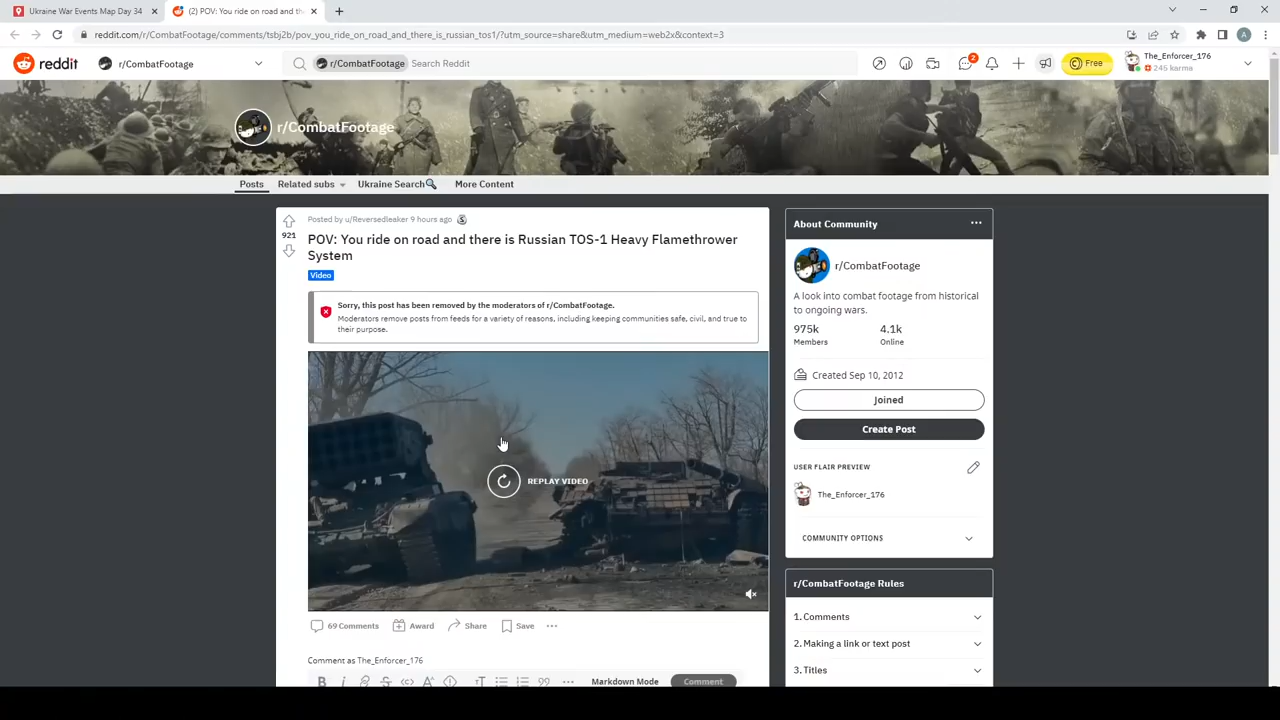 Ukraine War Events Map Day 34
(2) POV: You ride on road and th
reddit.com/r/CombatFootage/comments/tsbj2b/pov_you_ride_on_road_and_there_is_russian_tos1/?utm_source=share&utm_medium=web2x&context=3
A
reddit
r/CombatFootage
r/CombatFootage Search Reddit
2
Free
The_Enforcer_176
245 karma
r/CombatFootage
Posts Related subs Ukraine Search More Content
Posted by u/Reversedleaker 9 hours ago
921
POV: You ride on road and there is Russian TOS-1 Heavy Flamethrower
System
Video
Sorry, this post has been removed by the moderators of r/CombatFootage.
Moderators remove posts from feeds for a variety of reasons, including keeping communities safe, civil, and true to
their purpose.
REPLAY VIDEO
69 Comments Award Share Save
Comment as The_Enforcer_176
Markdown Mode Comment
About Community
r/CombatFootage
A look into combat footage from historical
to ongoing wars.
975k 4.1k
Members Online
Created Sep 10, 2012
Joined
Create Post
USER FLAIR PREVIEW
The_Enforcer_176
COMMUNITY OPTIONS
r/CombatFootage Rules
1. Comments
2. Making a link or text post
3. Titles